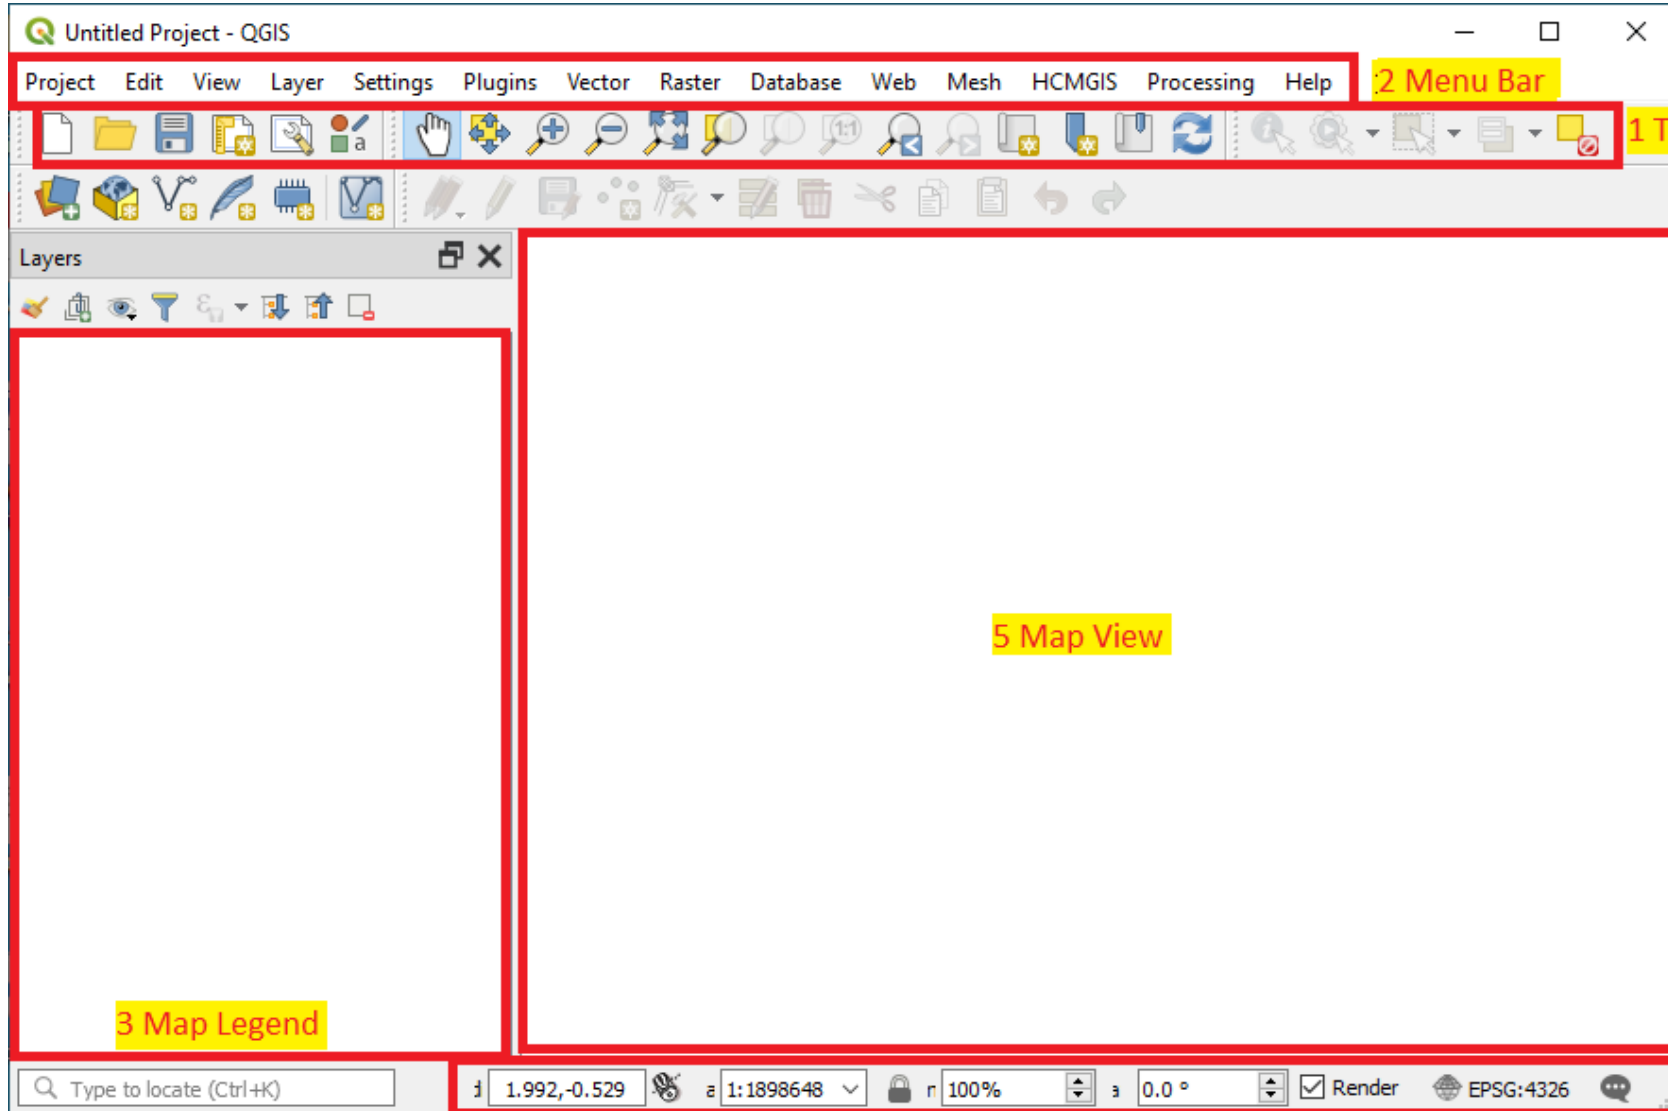 Untitled Project - QGIS
Project Edit View Layer Settings Plugins Vector Raster Database Web Mesh HCMGIS Processing Help
2 Menu Bar
1 T
a
1:1
Layers
ε
5 Map View
3 Map Legend
Type to locate (Ctrl+K)
1.992,-0.529 a 1:1898648 100% a 0.0 ° Render EPSG:4326